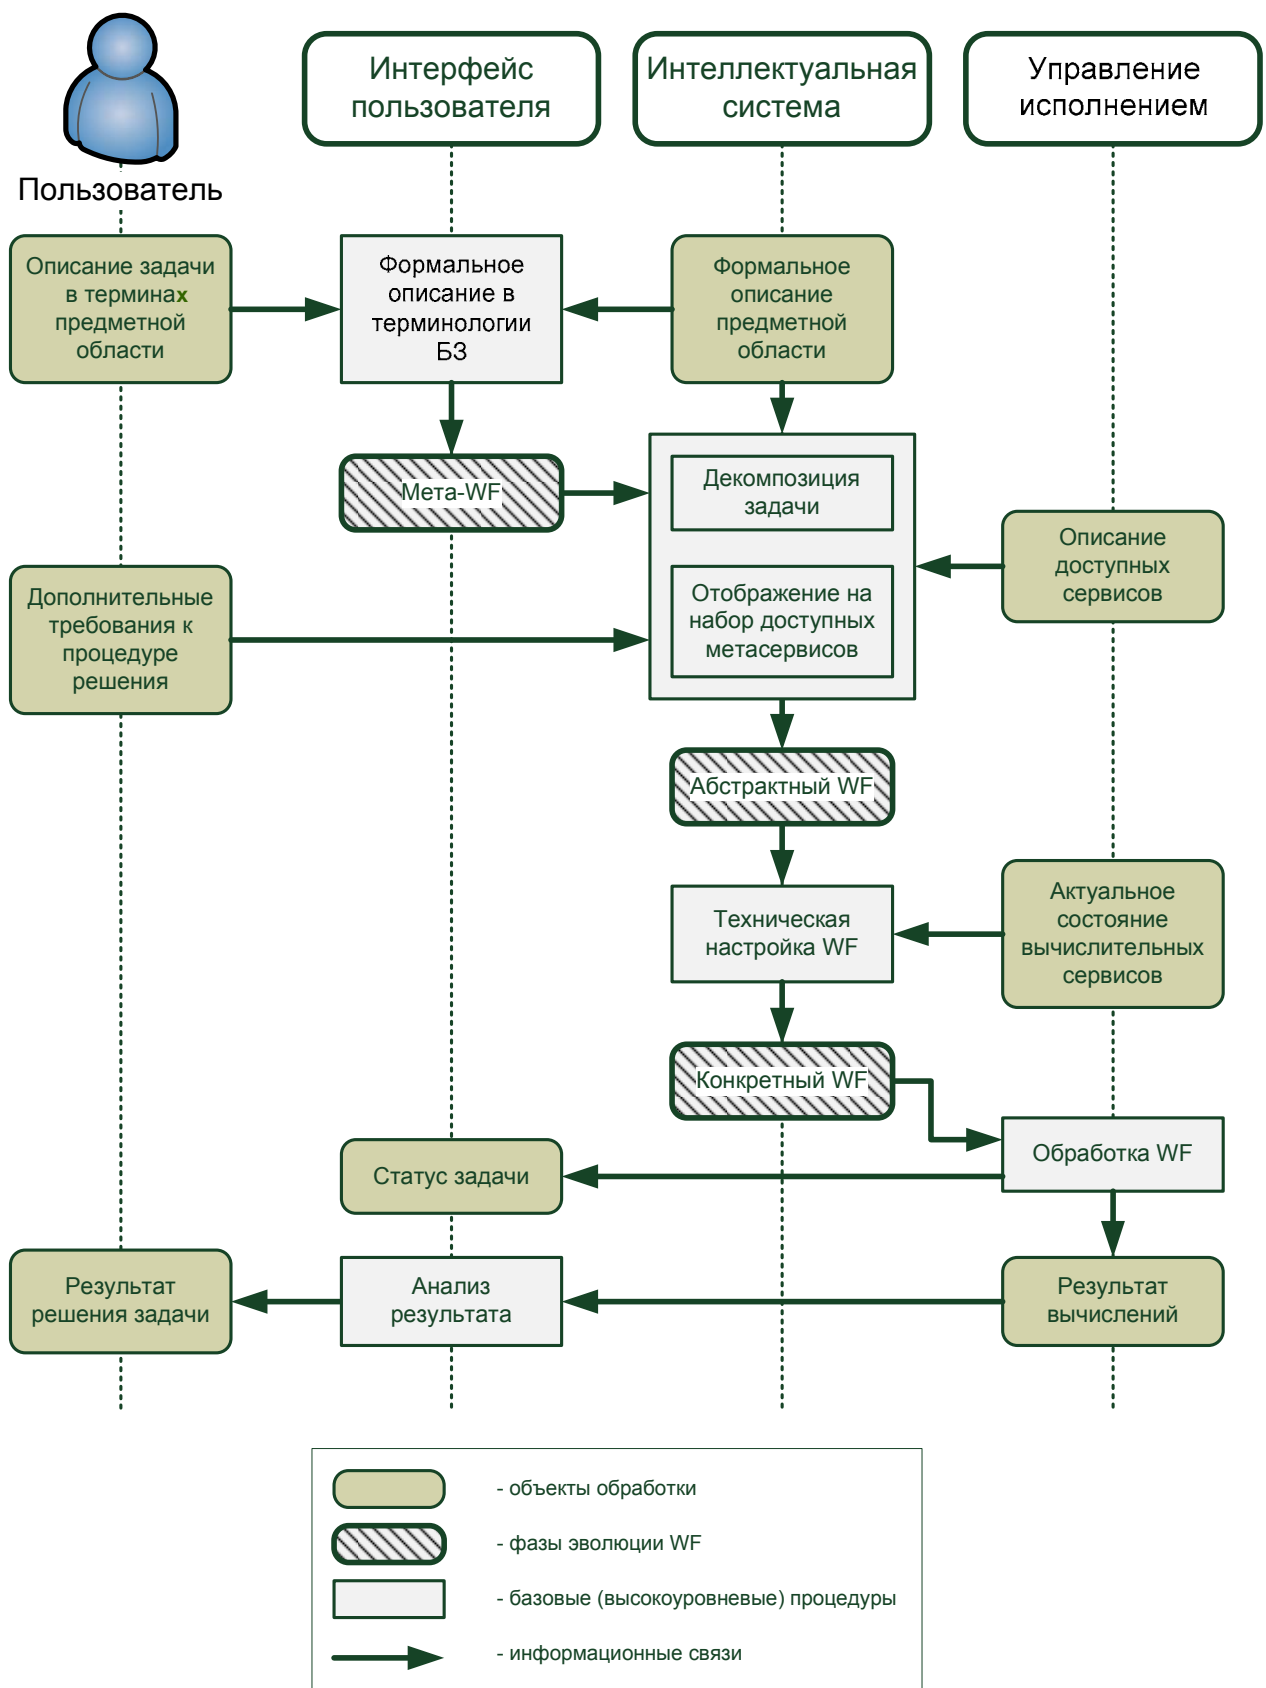 Пользователь
Интерфейс
пользователя
Интеллектуальная
система
Управление
исполнением
Описание задачи
в терминах
предметной
области
Формальное
описание в
терминологии
БЗ
Формальное
описание
предметной
области
Мета-WF
Декомпозиция
задачи
Описание
доступных
сервисов
Дополнительные
требования к
процедуре
решения
Отображение на
набор доступных
метасервисов
Абстрактный WF
Техническая
настройка WF
Актуальное
состояние
вычислительных
сервисов
Конкретный WF
Обработка WF
Статус задачи
Результат
решения задачи
Анализ
результата
Результат
вычислений
- объекты обработки
- фазы эволюции WF
- базовые (высокоуровневые) процедуры
- информационные связи